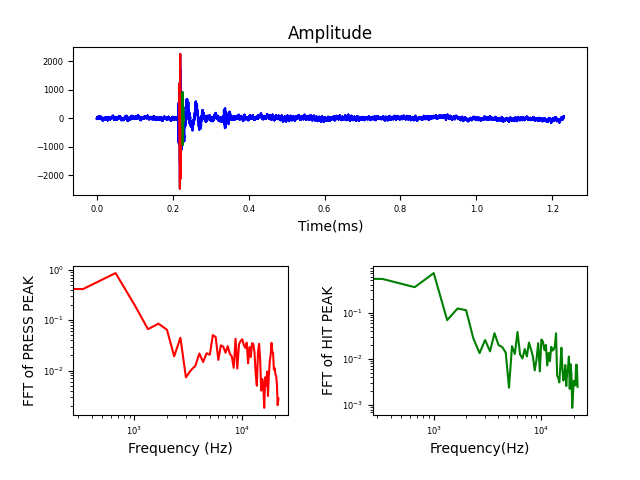 Amplitude
2000
1000
0
−1000
−2000
0.0 0.2 0.4 0.6 0.8 1.0 1.2
Time(ms)
FFT of PRESS PEAK
10⁰
10⁻¹
10⁻²
10³ 10⁴
Frequency (Hz)
FFT of HIT PEAK
10⁻¹
10⁻²
10⁻³
10³ 10⁴
Frequency(Hz)